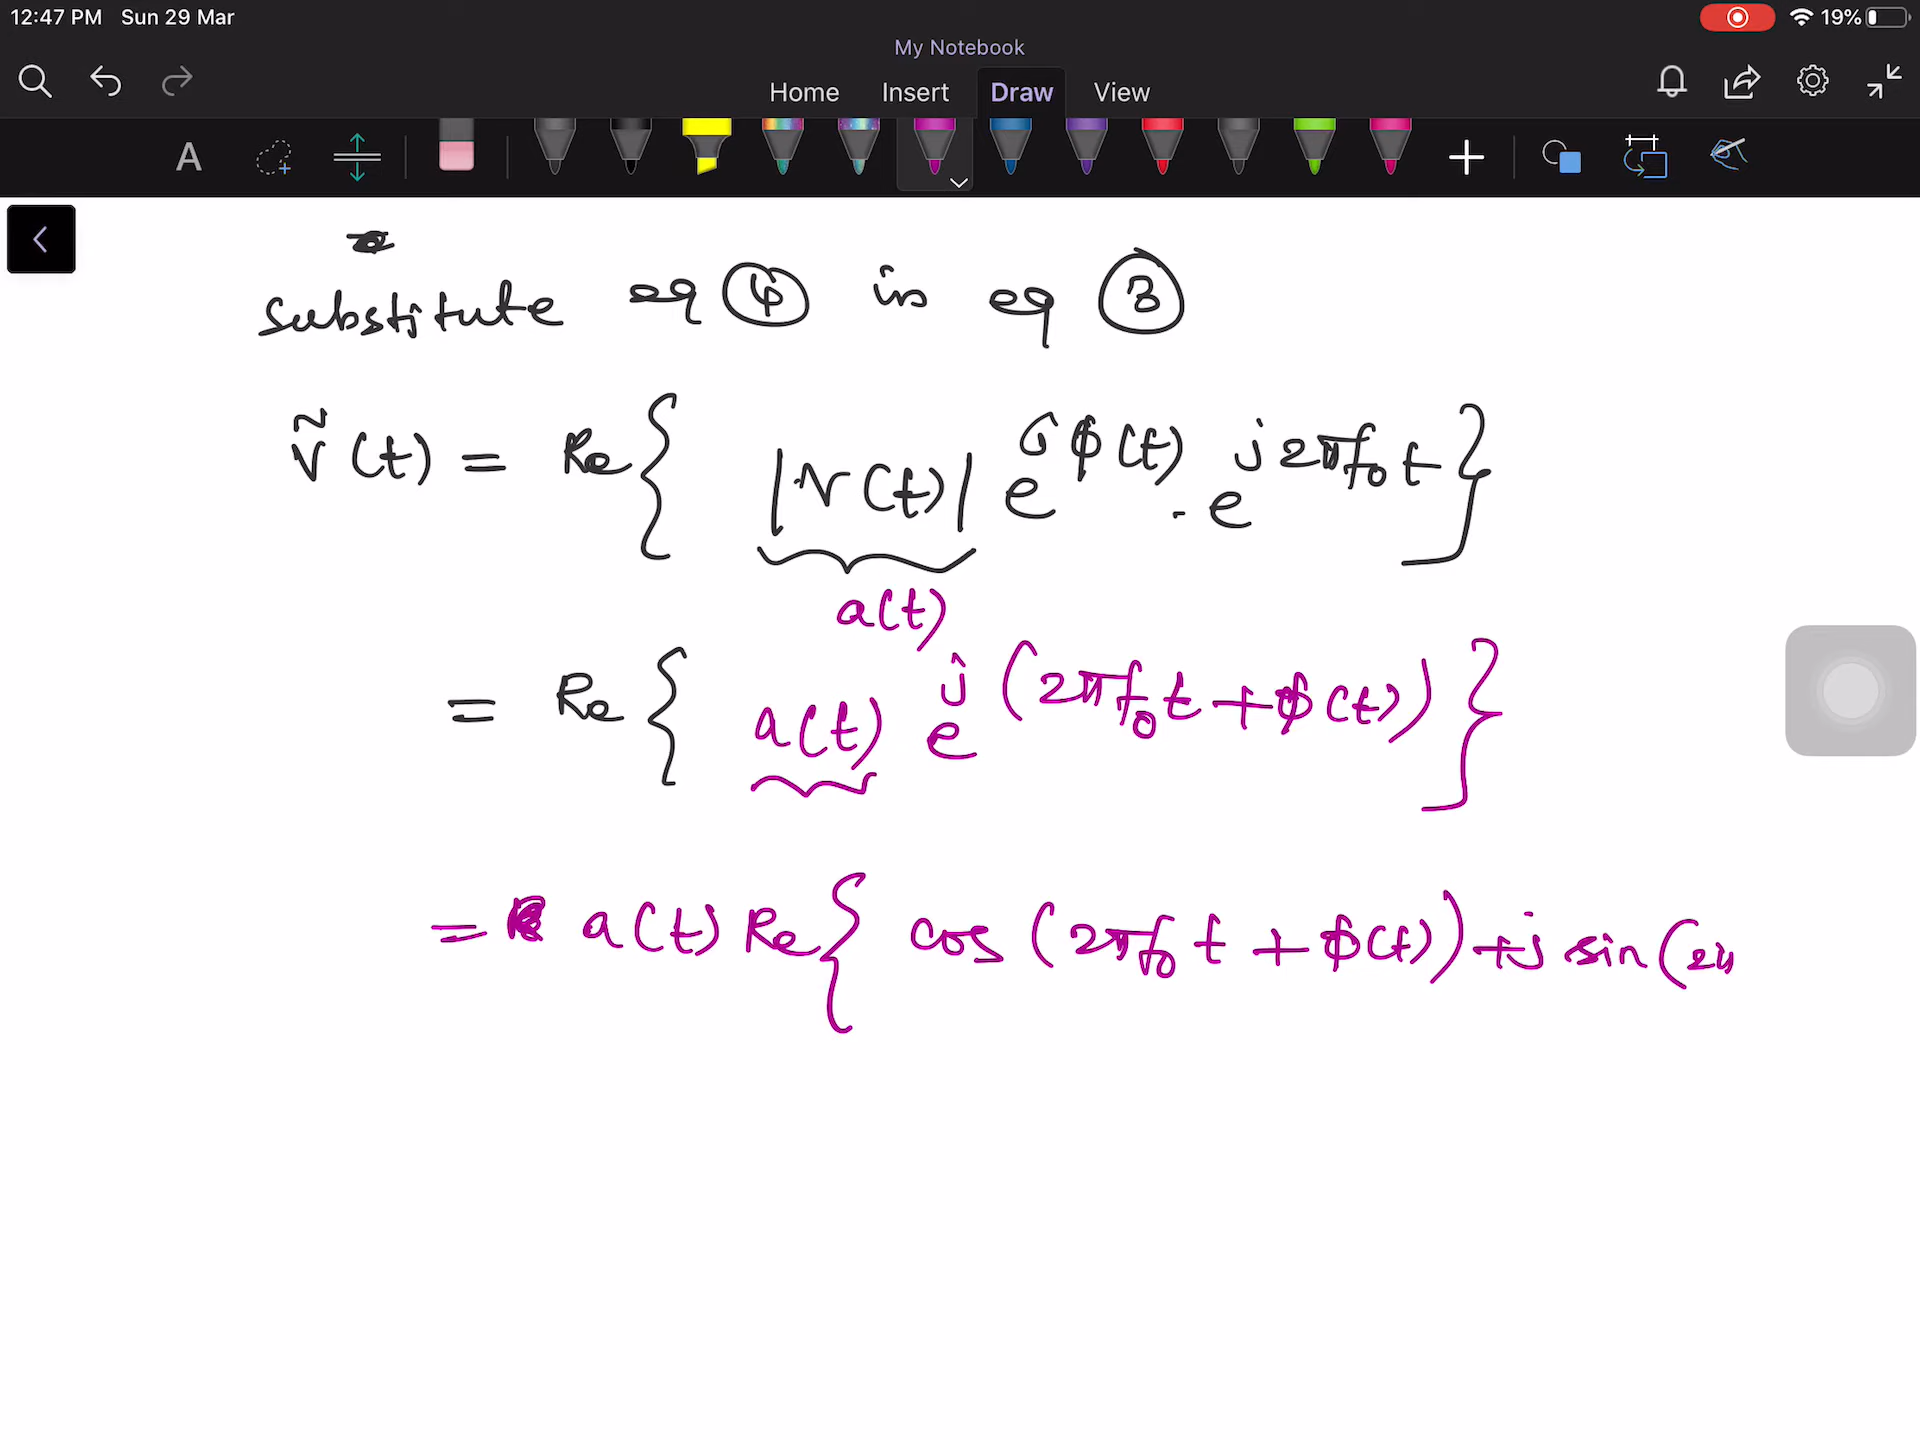 12:47 PM Sun 29 Mar 19%
My Notebook
Home Insert Draw View
A
substitute eq ④ in eq ③
ṽ(t) = Re{ |v(t)| e^{jϕ(t)} . e^{j2πf₀t} }
a(t)
= Re{ a(t) e^{j(2πf₀t + ϕ(t))} }
= a(t) Re{ cos(2πf₀t + ϕ(t)) + j sin(2π